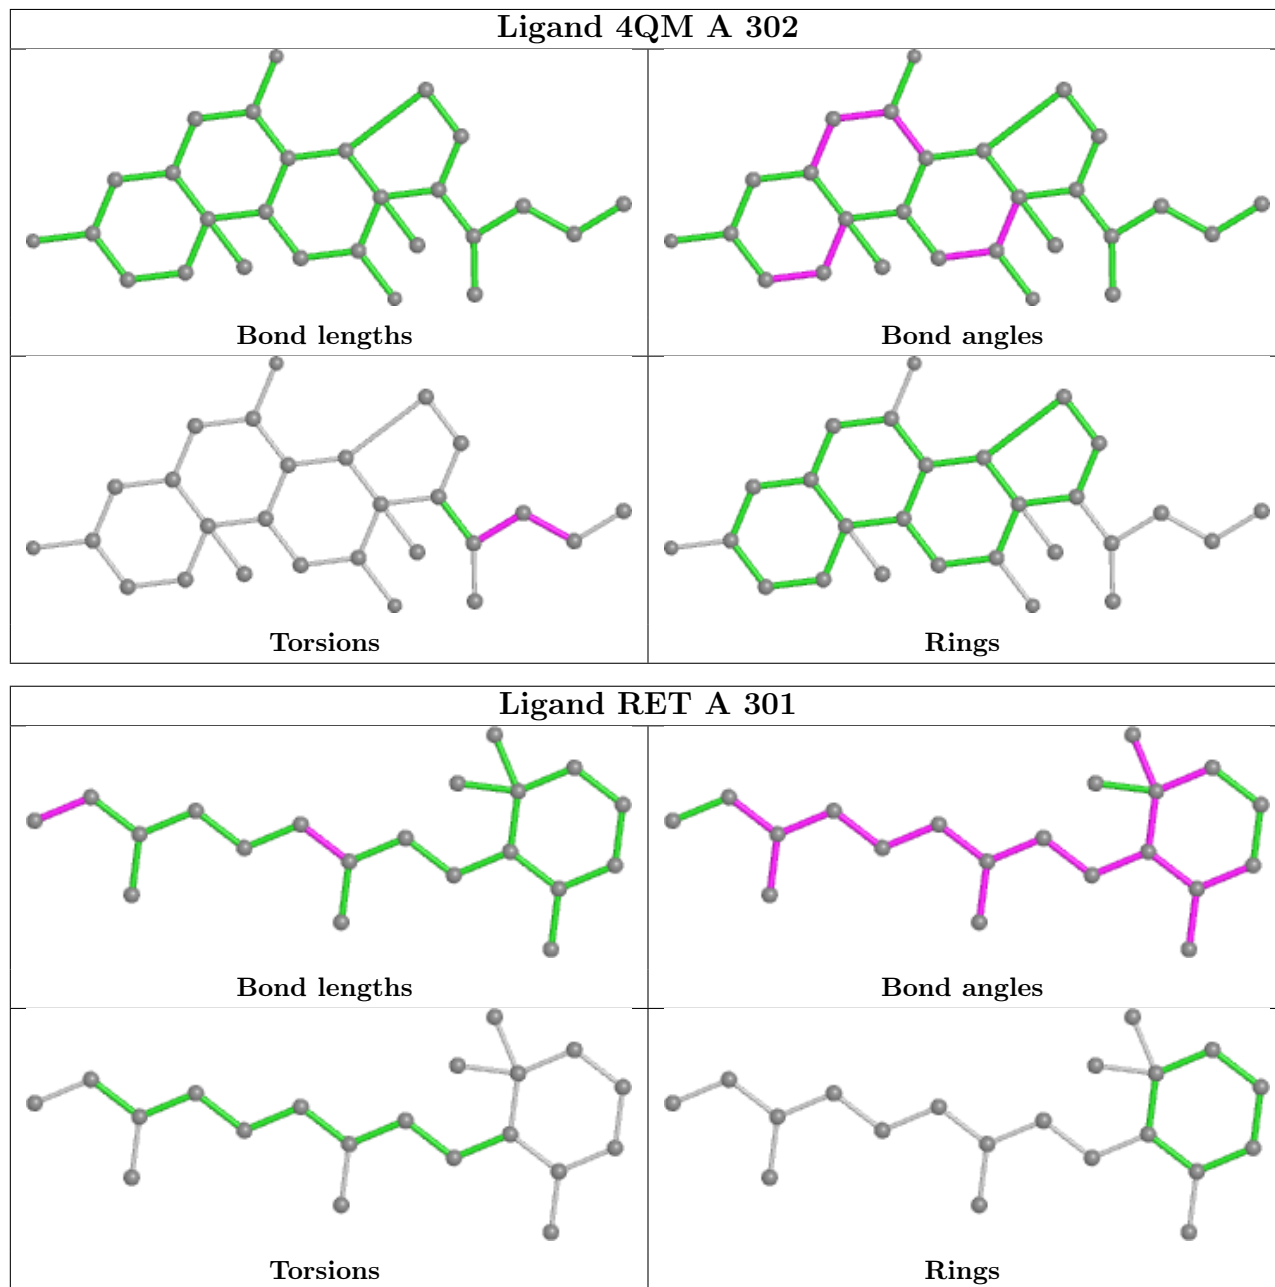 Ligand 4QM A 302
Bond lengths
Bond angles
Torsions
Rings
Ligand RET A 301
Bond lengths
Bond angles
Torsions
Rings